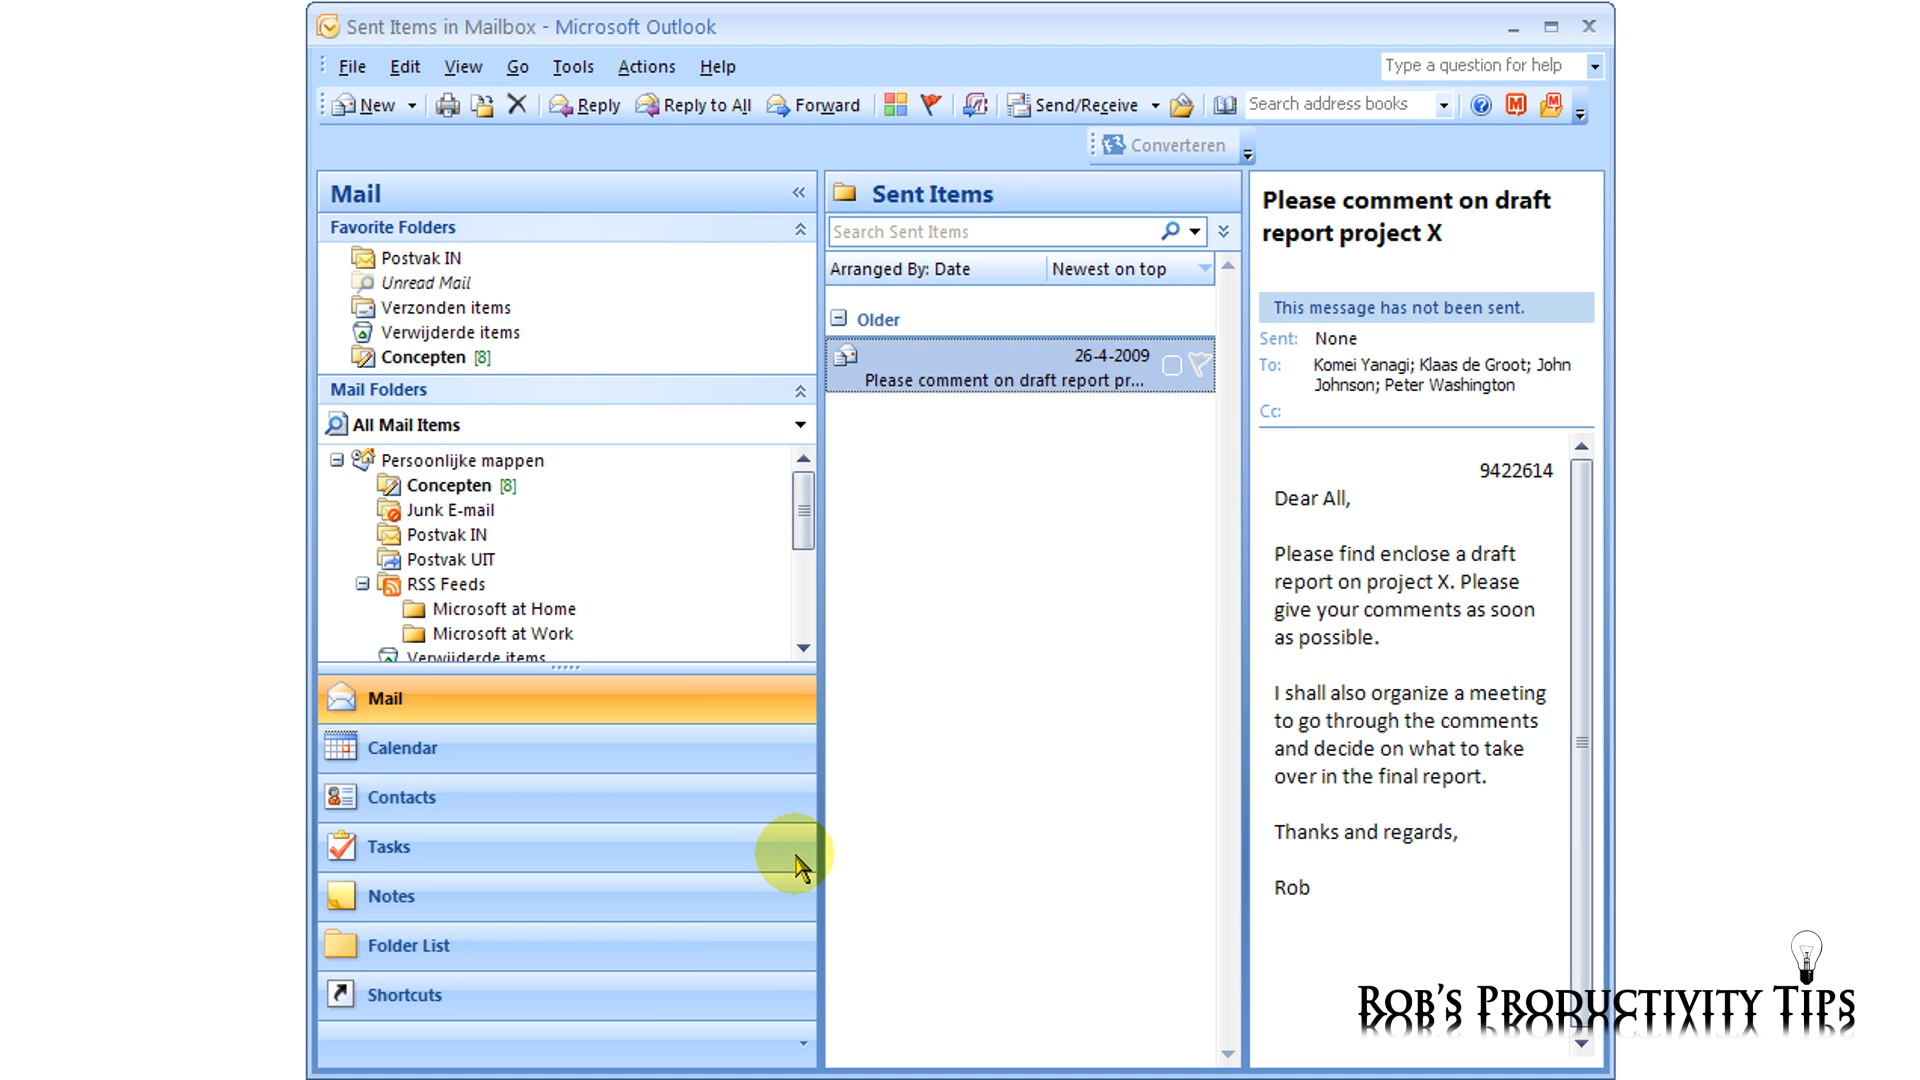 Sent Items in Mailbox - Microsoft Outlook
File Edit View Go Tools Actions Help
Type a question for help
New Reply Reply to All Forward Send/Receive Search address books
Converteren
Mail
Favorite Folders
Postvak IN
Unread Mail
Verzonden items
Verwijderde items
Concepten [8]
Mail Folders
All Mail Items
Persoonlijke mappen
Concepten [8]
Junk E-mail
Postvak IN
Postvak UIT
RSS Feeds
Microsoft at Home
Microsoft at Work
Verwijderde items
Mail
Calendar
Contacts
Tasks
Notes
Folder List
Shortcuts
Sent Items
Search Sent Items
Arranged By: Date Newest on top
Older
26-4-2009
Please comment on draft report pr...
Please comment on draft
report project X
This message has not been sent.
Sent: None
To: Komei Yanagi; Klaas de Groot; John
Johnson; Peter Washington
Cc:
9422614
Dear All,
Please find enclose a draft
report on project X. Please
give your comments as soon
as possible.
I shall also organize a meeting
to go through the comments
and decide on what to take
over in the final report.
Thanks and regards,
Rob
Rob's Productivity Tips